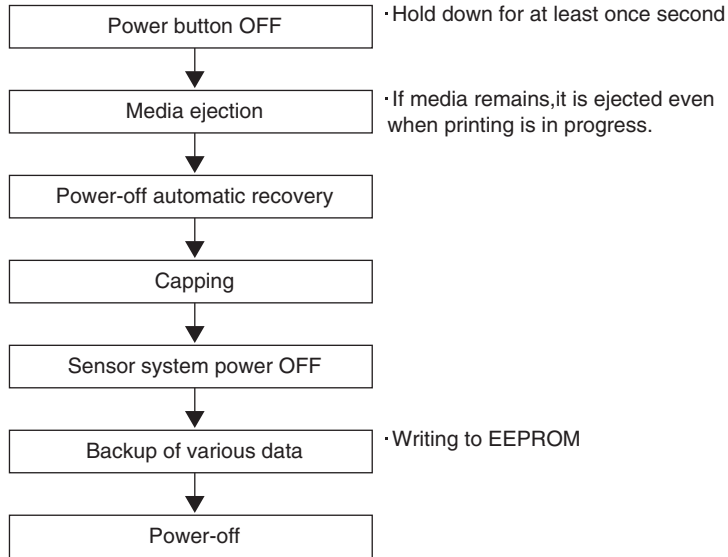 Power button OFF
·Hold down for at least once second
Media ejection
·If media remains,it is ejected even
when printing is in progress.
Power-off automatic recovery
Capping
Sensor system power OFF
Backup of various data
·Writing to EEPROM
Power-off